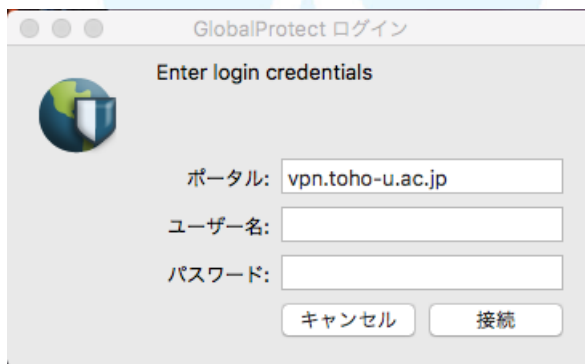 GlobalProtect ログイン
Enter login credentials
ポータル: vpn.toho-u.ac.jp
ユーザー名:
パスワード:
キャンセル 接続